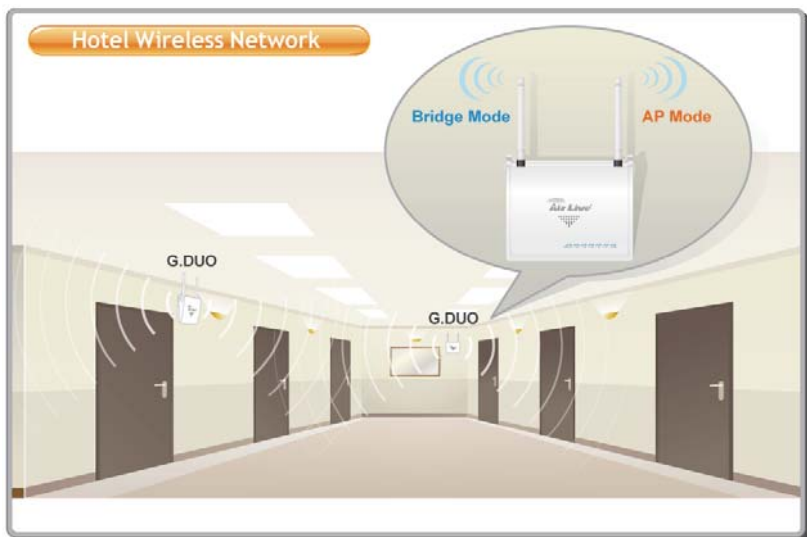 Hotel Wireless Network
Bridge Mode
AP Mode
Air Live
G.DUO
G.DUO